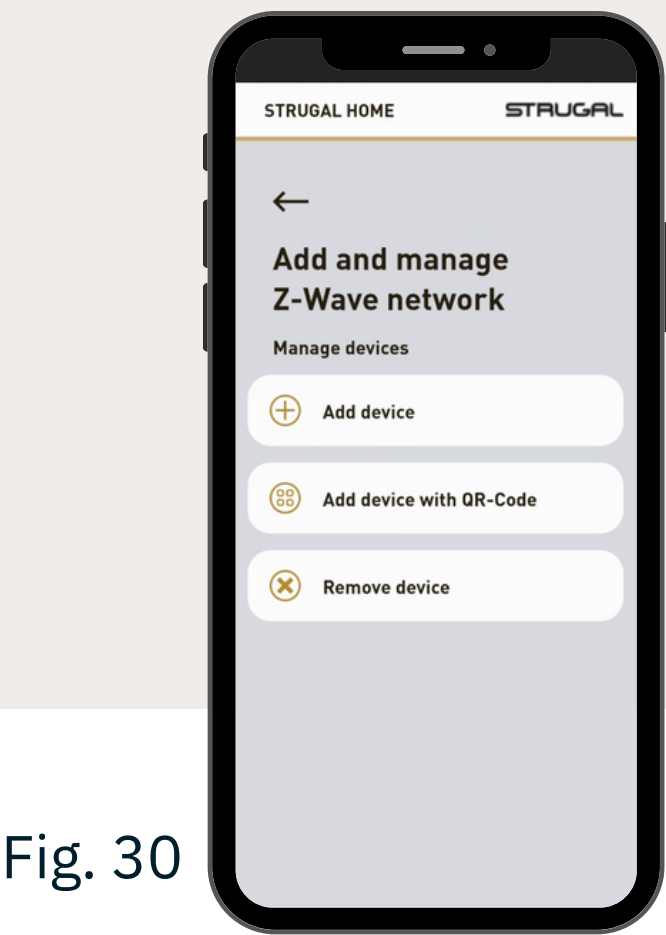 STRUGAL HOME STRUGAL
Add and manage
Z-Wave network
Manage devices
Add device
Add device with QR-Code
Remove device
Fig. 30